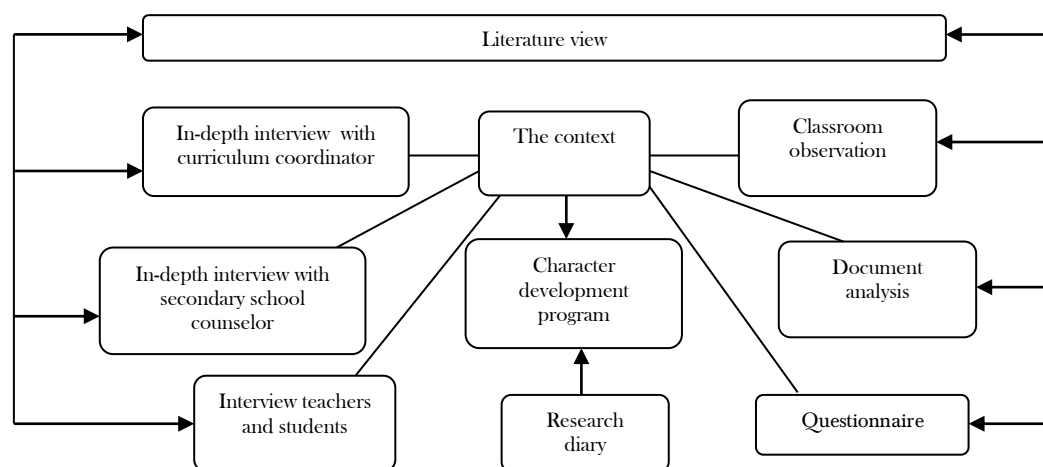 Literature view
In-depth interview with
curriculum coordinator
The context
Classroom
observation
In-depth interview with
secondary school
counselor
Character
development
program
Document
analysis
Interview teachers
and students
Research
diary
Questionnaire